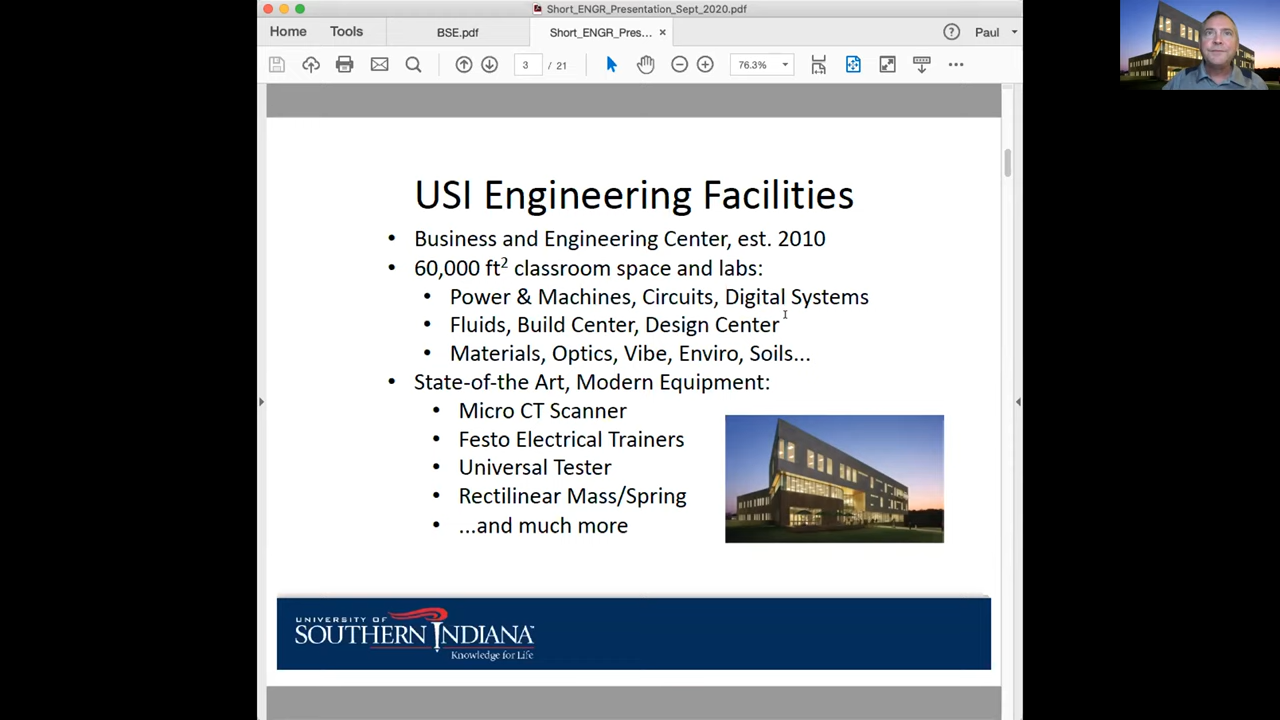 Short_ENGR_Presentation_Sept_2020.pdf
Home Tools BSE.pdf Short_ENGR_Pres... × ? Paul
3 / 21 76.3%
USI Engineering Facilities
• Business and Engineering Center, est. 2010
• 60,000 ft² classroom space and labs:
• Power & Machines, Circuits, Digital Systems
• Fluids, Build Center, Design Center
• Materials, Optics, Vibe, Enviro, Soils...
• State-of-the Art, Modern Equipment:
• Micro CT Scanner
• Festo Electrical Trainers
• Universal Tester
• Rectilinear Mass/Spring
• ...and much more
UNIVERSITY OF
SOUTHERN INDIANA™
Knowledge for Life